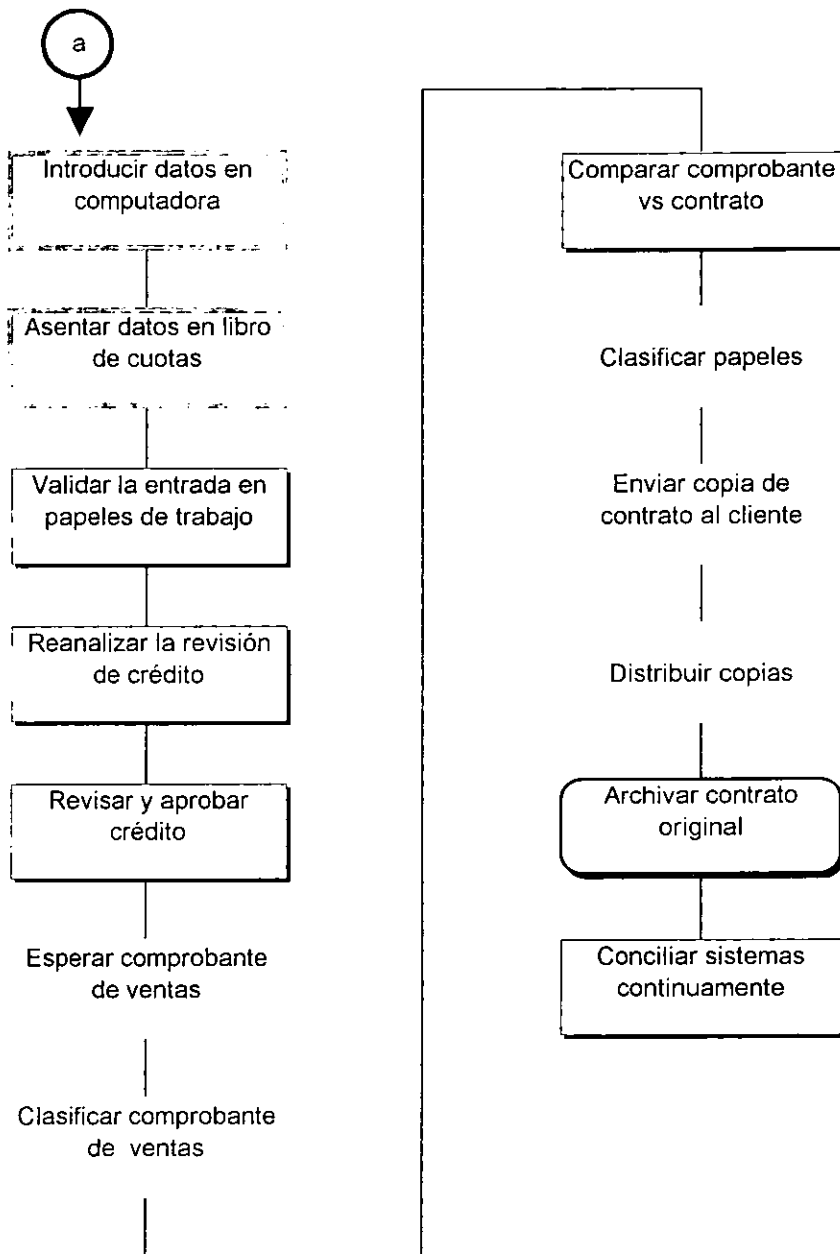 a
Introducir datos en
computadora
Asentar datos en libro
de cuotas
Validar la entrada en
papeles de trabajo
Reanalizar la revisión
de crédito
Revisar y aprobar
crédito
Esperar comprobante
de ventas
Clasificar comprobante
de ventas
Comparar comprobante
vs contrato
Clasificar papeles
Enviar copia de
contrato al cliente
Distribuir copias
Archivar contrato
original
Conciliar sistemas
continuamente